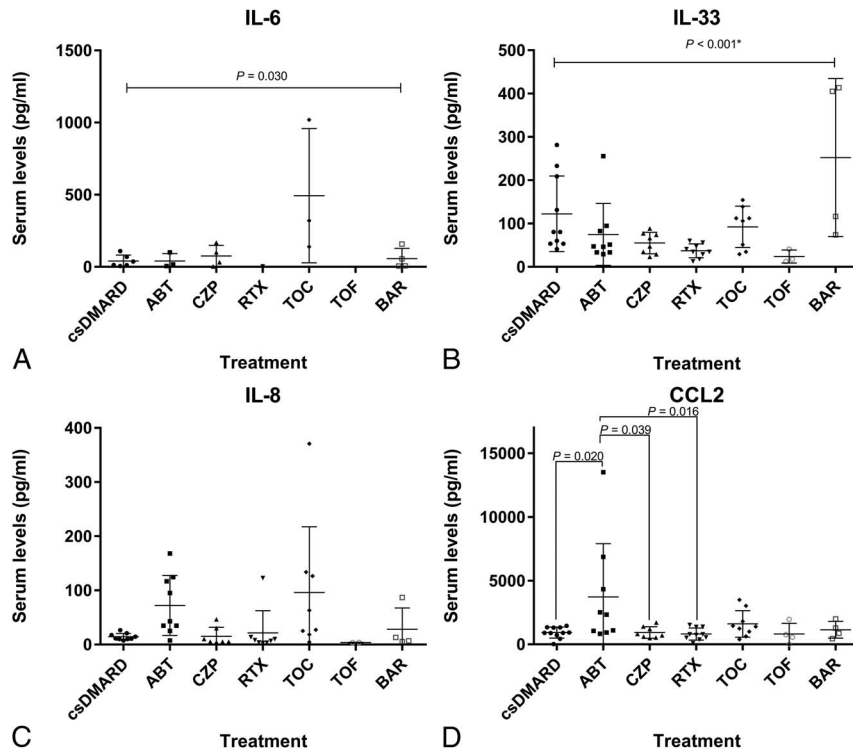 IL-6
Serum levels (pg/ml)
1500
1000
500
0
P = 0.030
csDMARD
ABT
CZP
RTX
TOC
TOF
BAR
Treatment
A
IL-33
Serum levels (pg/ml)
500
400
300
200
100
0
P < 0.001*
csDMARD
ABT
CZP
RTX
TOC
TOF
BAR
Treatment
B
IL-8
Serum levels (pg/ml)
400
300
200
100
0
csDMARD
ABT
CZP
RTX
TOC
TOF
BAR
Treatment
C
CCL2
Serum levels (pg/ml)
15000
10000
5000
0
P = 0.016
P = 0.039
P = 0.020
csDMARD
ABT
CZP
RTX
TOC
TOF
BAR
Treatment
D